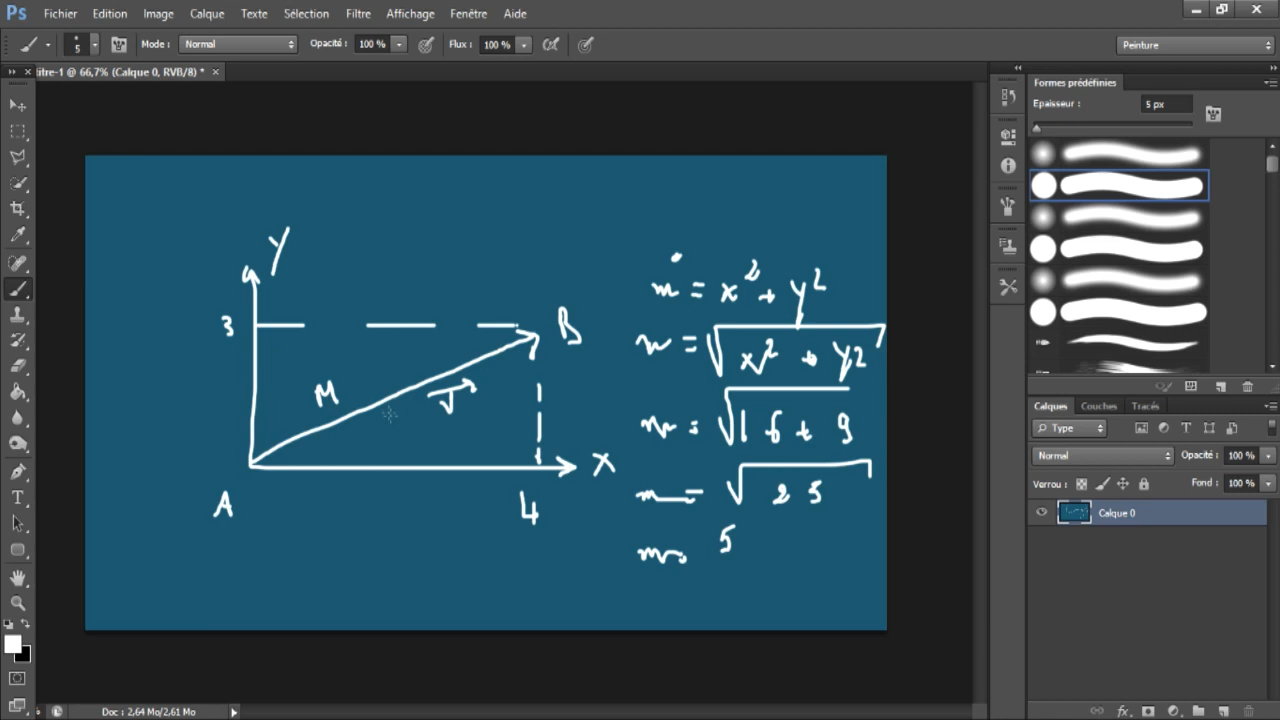 Ps Fichier Edition Image Calque Texte Sélection Filtre Affichage Fenêtre Aide
5 Mode : Normal Opacité : 100 % Flux : 100 % Peinture
itre-1 @ 66,7% (Calque 0, RVB/8) * ×
Formes prédéfinies
Epaisseur : 5 px
Y
3
B
M
V
X
A
4
m² = x² + y²
m = √x² + y²
m = √16 + 9
m = √25
m = 5
Calques Couches Tracés
Type
Normal Opacité : 100 %
Verrou : Fond : 100 %
Calque 0
fx
Doc : 2,64 Mo/2,61 Mo